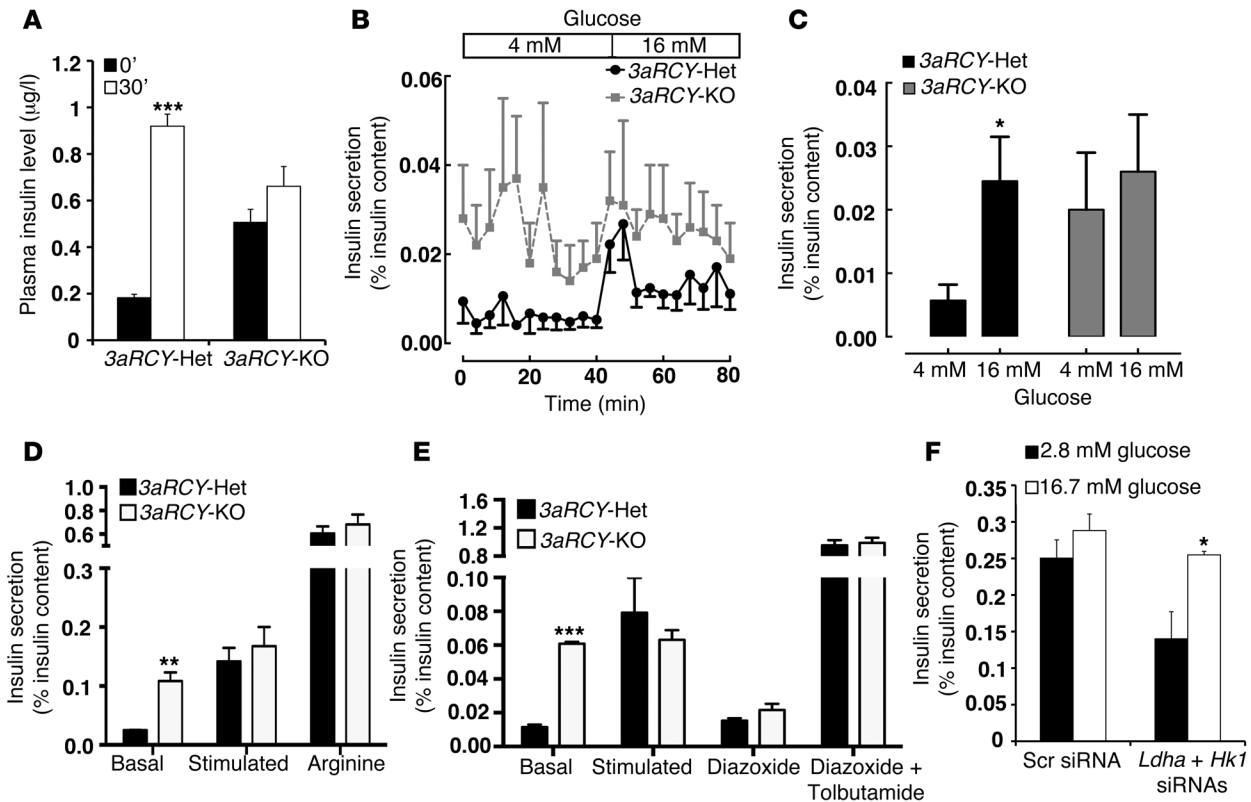 A
Plasma insulin level (µg/l)
1.2
1
0.8
0.6
0.4
0.2
0
0'
30'
***
3aRCY-Het
3aRCY-KO
B
Glucose
4 mM
16 mM
3aRCY-Het
3aRCY-KO
Insulin secretion
(% insulin content)
0.06
0.04
0.02
0.00
0
20
40
60
80
Time (min)
C
3aRCY-Het
3aRCY-KO
Insulin secretion
(% insulin content)
0.04
0.03
0.02
0.01
0.00
*
4 mM
16 mM
4 mM
16 mM
Glucose
D
3aRCY-Het
3aRCY-KO
Insulin secretion
(% insulin content)
1.0
0.8
0.6
0.3
0.2
0.1
0.0
**
Basal
Stimulated
Arginine
E
3aRCY-Het
3aRCY-KO
Insulin secretion
(% insulin content)
1.6
1.2
0.8
0.10
0.08
0.06
0.04
0.02
0.00
***
Basal
Stimulated
Diazoxide
Diazoxide +
Tolbutamide
F
2.8 mM glucose
16.7 mM glucose
Insulin secretion
(% insulin content)
0.35
0.3
0.25
0.2
0.15
0.1
0.05
0
*
Scr siRNA
Ldha + Hk1
siRNAs